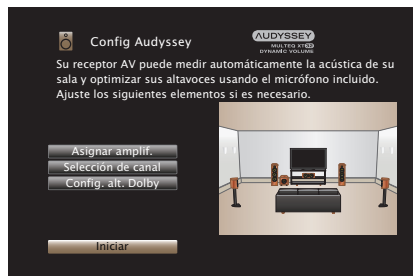 Config Audyssey
AUDYSSEY
MULTEQ XT32
DYNAMIC VOLUME
Su receptor AV puede medir automáticamente la acústica de su
sala y optimizar sus altavoces usando el micrófono incluido.
Ajuste los siguientes elementos si es necesario.
Asignar amplif.
Selección de canal
Config. alt. Dolby
Iniciar